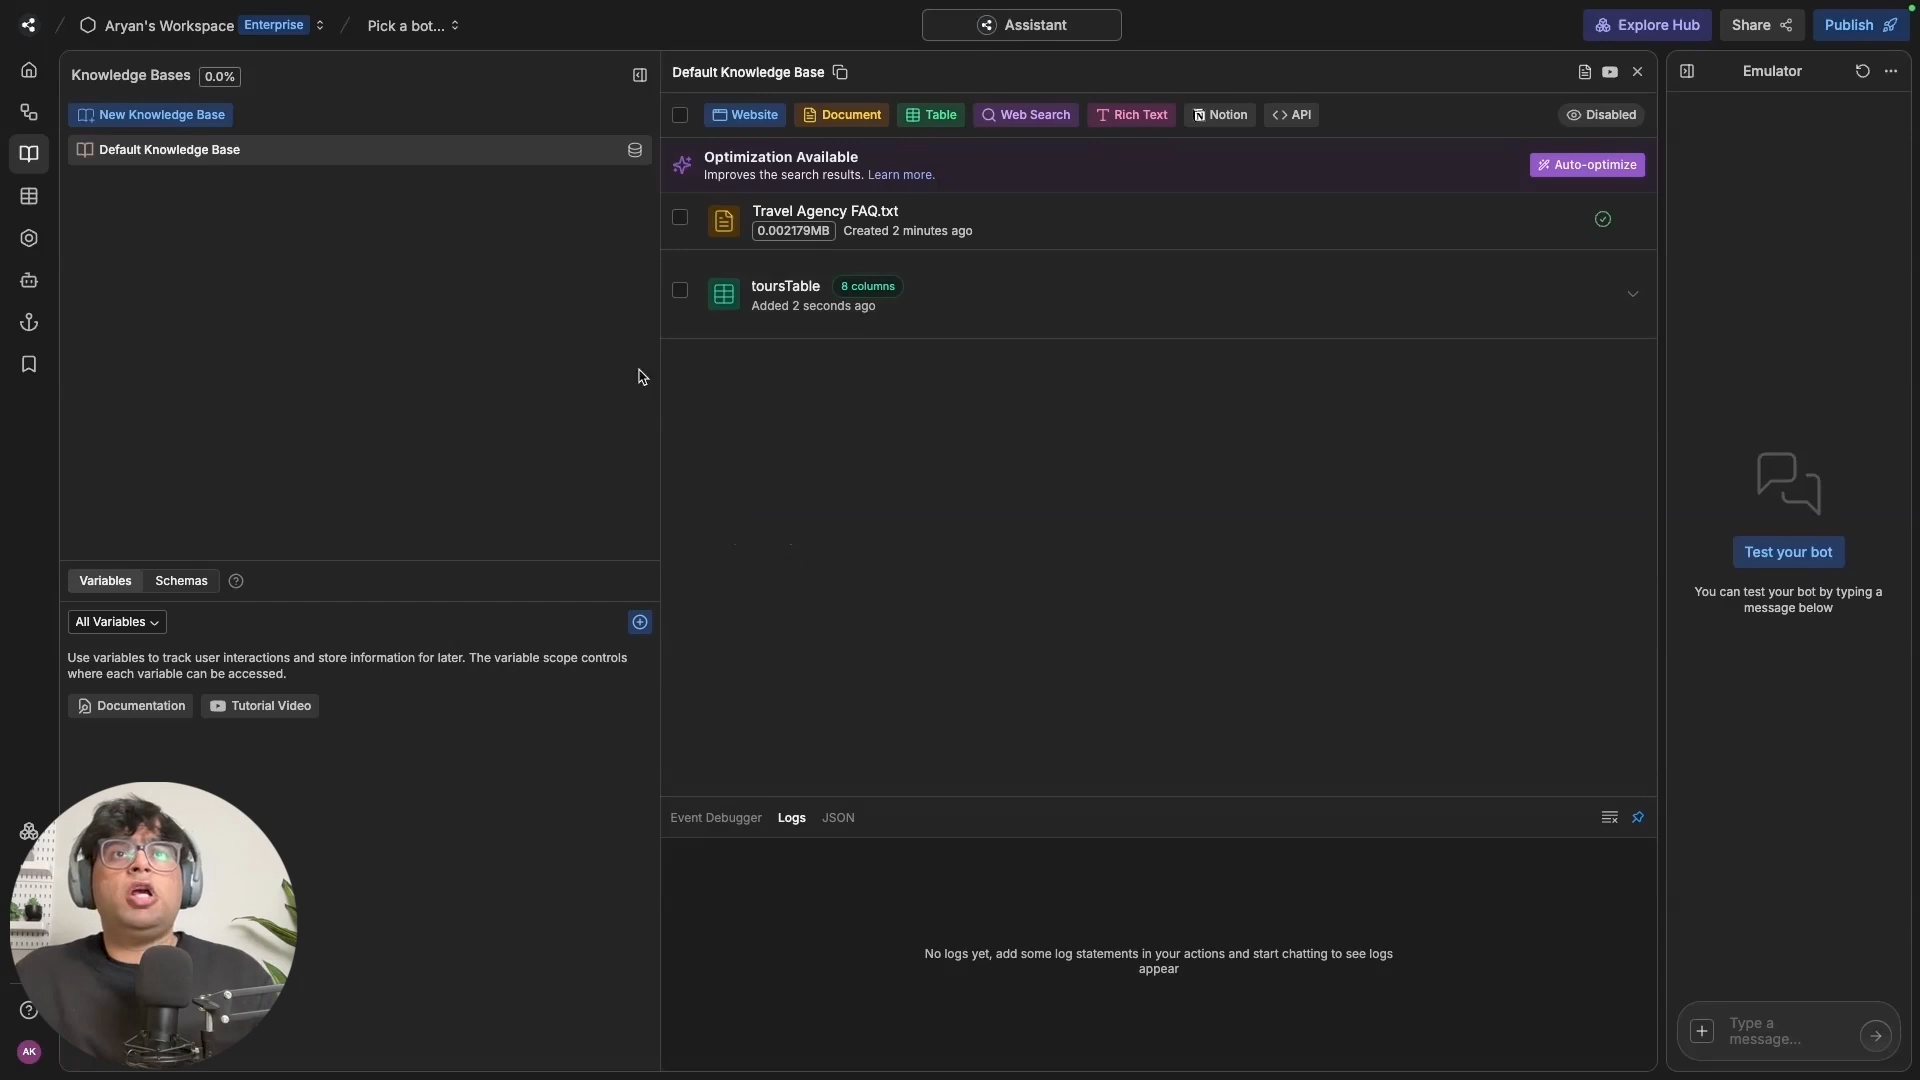 Aryan's Workspace Enterprise / Pick a bot...
Assistant
Explore Hub
Share
Publish
Knowledge Bases 0.0%
New Knowledge Base
Default Knowledge Base
Default Knowledge Base
Website
Document
Table
Web Search
Rich Text
Notion
API
Disabled
Optimization Available
Improves the search results. Learn more.
Auto-optimize
Travel Agency FAQ.txt
0.002179MB Created 2 minutes ago
toursTable 8 columns
Added 2 seconds ago
Variables
Schemas
All Variables
Use variables to track user interactions and store information for later. The variable scope controls
where each variable can be accessed.
Documentation
Tutorial Video
Event Debugger
Logs
JSON
No logs yet, add some log statements in your actions and start chatting to see logs
appear
Emulator
Test your bot
You can test your bot by typing a
message below
Type a
message...
AK